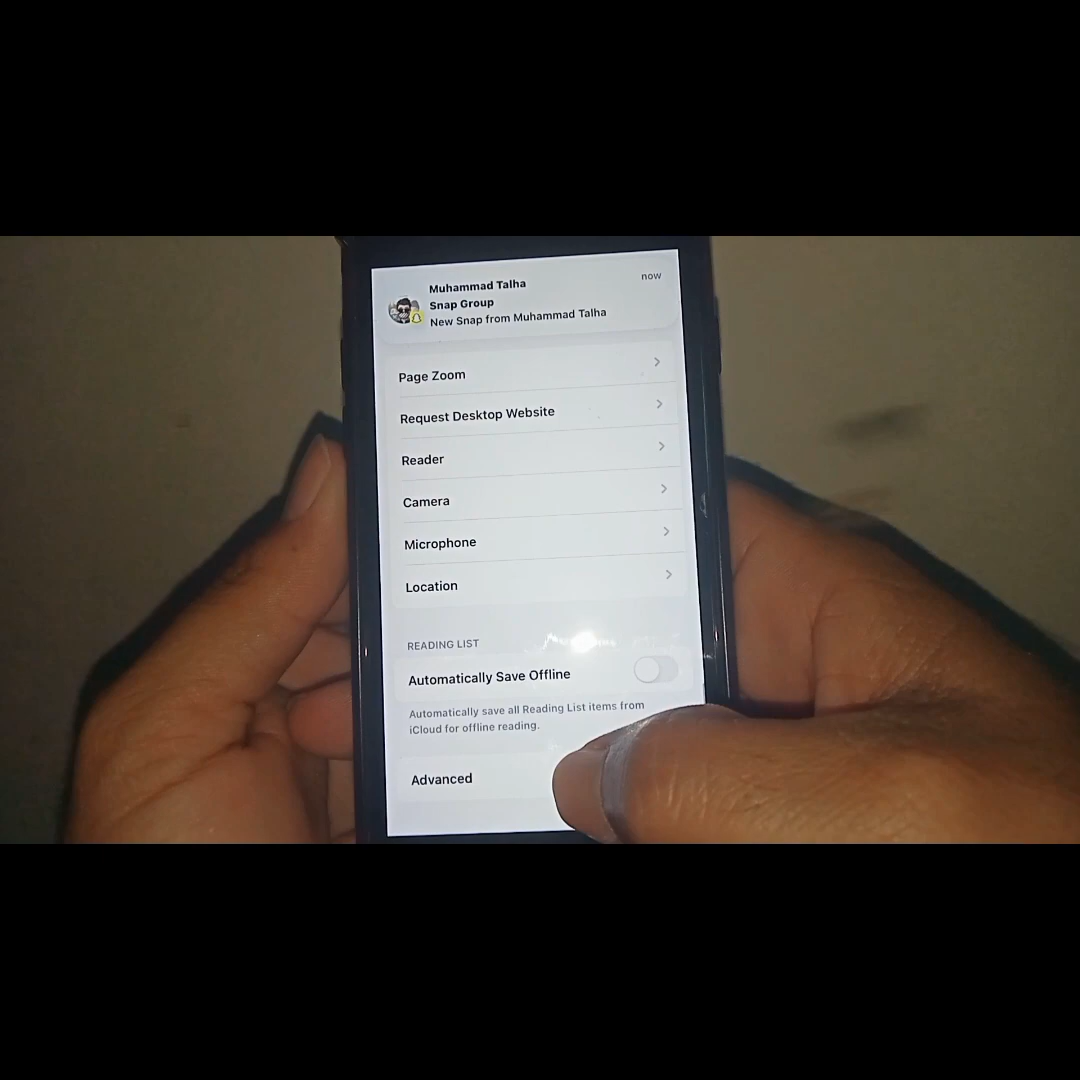 Muhammad Talha
now
Snap Group
New Snap from Muhammad Talha
Page Zoom
Request Desktop Website
Reader
Camera
Microphone
Location
READING LIST
Automatically Save Offline
Automatically save all Reading List items from
iCloud for offline reading.
Advanced